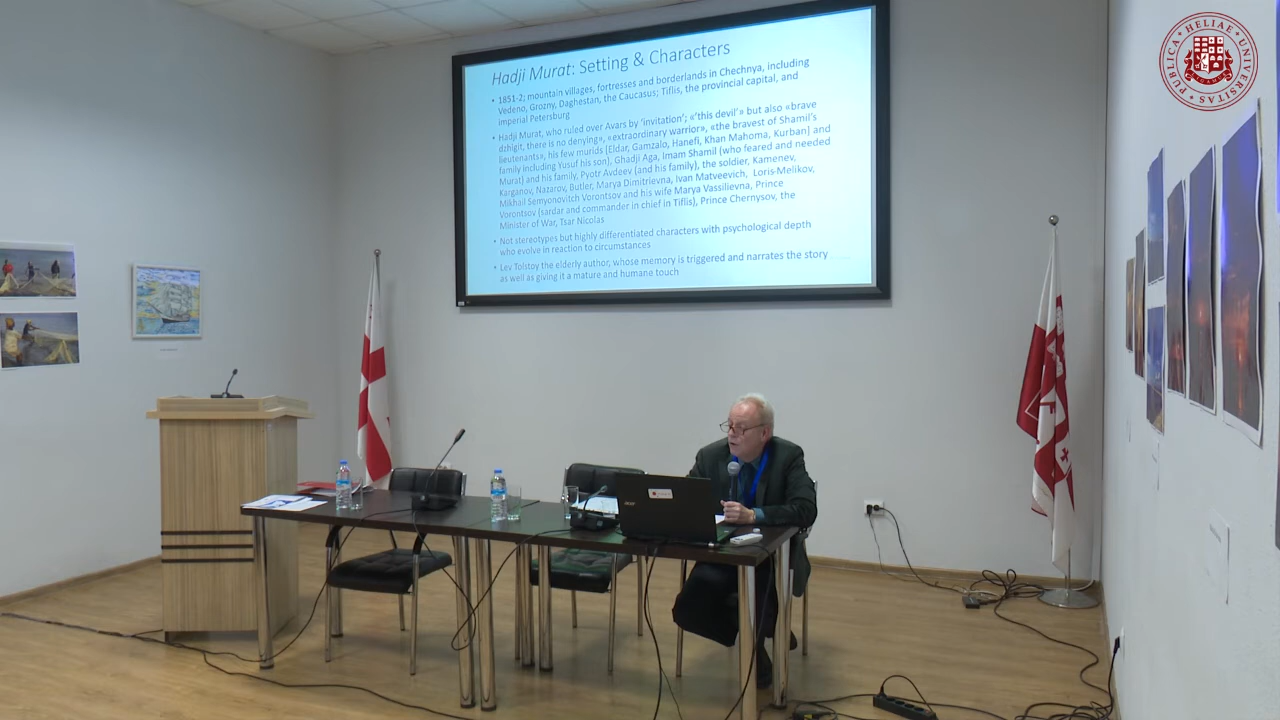 Hadji Murat: Setting & Characters
• 1851-2; mountain villages, fortresses and borderlands in Chechnya, including
Vedeno, Grozny, Daghestan, the Caucasus; Tiflis, the provincial capital, and
imperial Petersburg
• Hadji Murat, who ruled over Avars by 'invitation'; «'this devil'» but also «brave
dzhigit, there is no denying», «extraordinary warrior», «the bravest of Shamil's
lieutenants», his few murids [Eldar, Gamzalo, Hanefi, Khan Mahoma, Kurban] and
family including Yusuf his son), Ghadji Aga, Imam Shamil (who feared and needed
Murat) and his family, Pyotr Avdeev (and his family), the soldier, Kamenev,
Karganov, Nazarov, Butler, Marya Dimitrievna, Ivan Matveevich, Loris-Melikov,
Mikhail Semyonovitch Vorontsov and his wife Marya Vassilievna, Prince
Vorontsov (sardar and commander in chief in Tiflis), Prince Chernysov, the
Minister of War, Tsar Nicolas
• Not stereotypes but highly differentiated characters with psychological depth
who evolve in reaction to circumstances
• Lev Tolstoy the elderly author, whose memory is triggered and narrates the story
as well as giving it a mature and humane touch
PUBLICA HELIAE UNIVERSITAS
acer